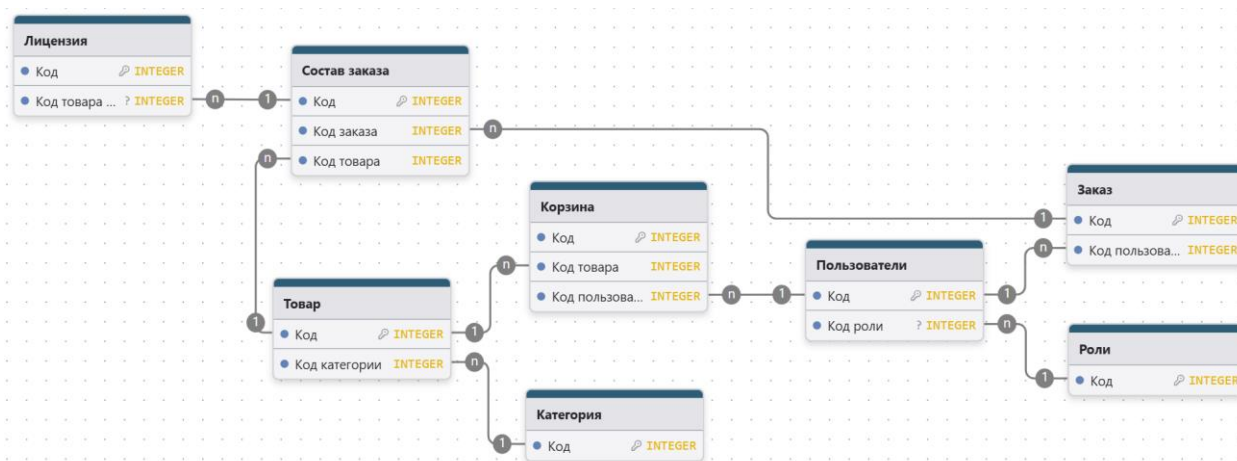 Лицензия
Код INTEGER
Код товара ... ? INTEGER
n
1
Состав заказа
Код INTEGER
Код заказа INTEGER
Код товара INTEGER
n
n
1
Товар
Код INTEGER
Код категории INTEGER
1
n
Корзина
Код INTEGER
Код товара INTEGER
Код пользова... INTEGER
n
n
1
Категория
Код INTEGER
1
Пользователи
Код INTEGER
Код роли ? INTEGER
1
n
Заказ
Код INTEGER
Код пользова... INTEGER
1
n
Роли
Код INTEGER
1